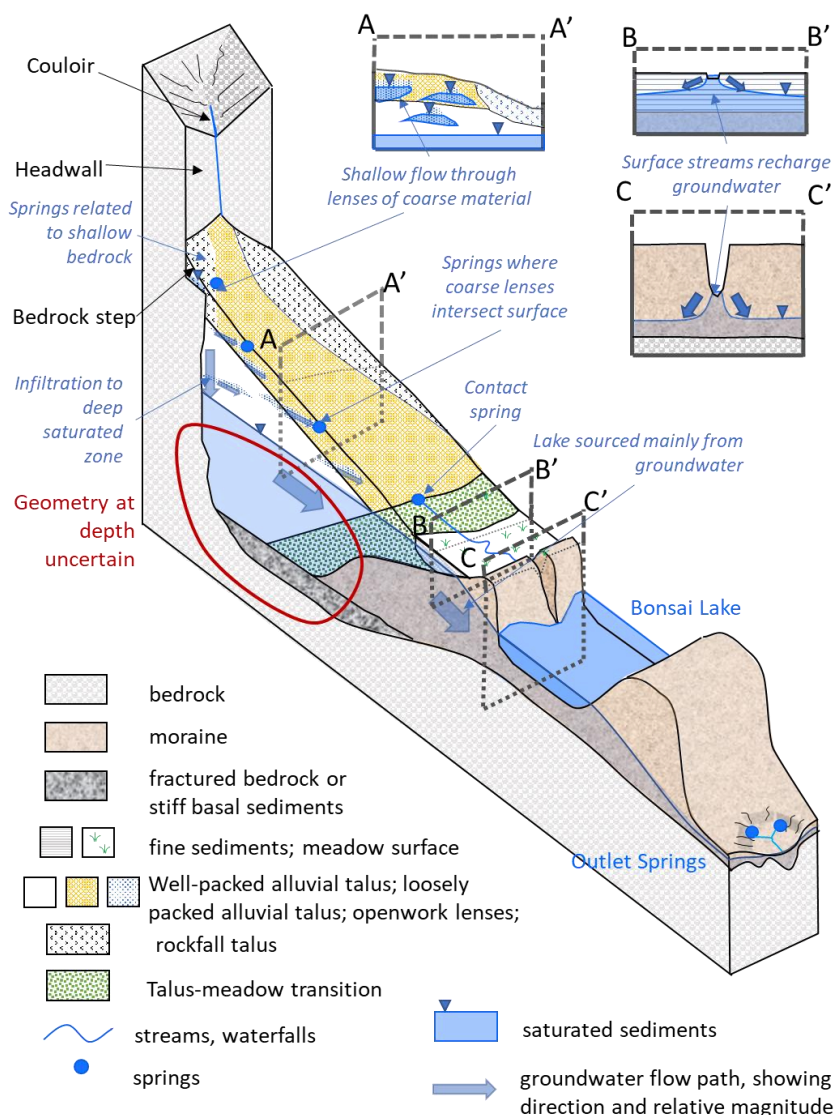 A
A'
B
B'
Couloir
Headwall
Shallow flow through
lenses of coarse material
Surface streams recharge
groundwater
C
C'
Springs related
to shallow
bedrock
Springs where
coarse lenses
intersect surface
Bedrock step
A'
A
Infiltration to
deep
saturated
zone
Contact
spring
Lake sourced mainly from
groundwater
Geometry at
depth
uncertain
B'
C'
B
C
Bonsai Lake
Outlet Springs
bedrock
moraine
fractured bedrock or
stiff basal sediments
fine sediments; meadow surface
Well-packed alluvial talus; loosely
packed alluvial talus; openwork lenses;
rockfall talus
Talus-meadow transition
streams, waterfalls
springs
saturated sediments
groundwater flow path, showing
direction and relative magnitude